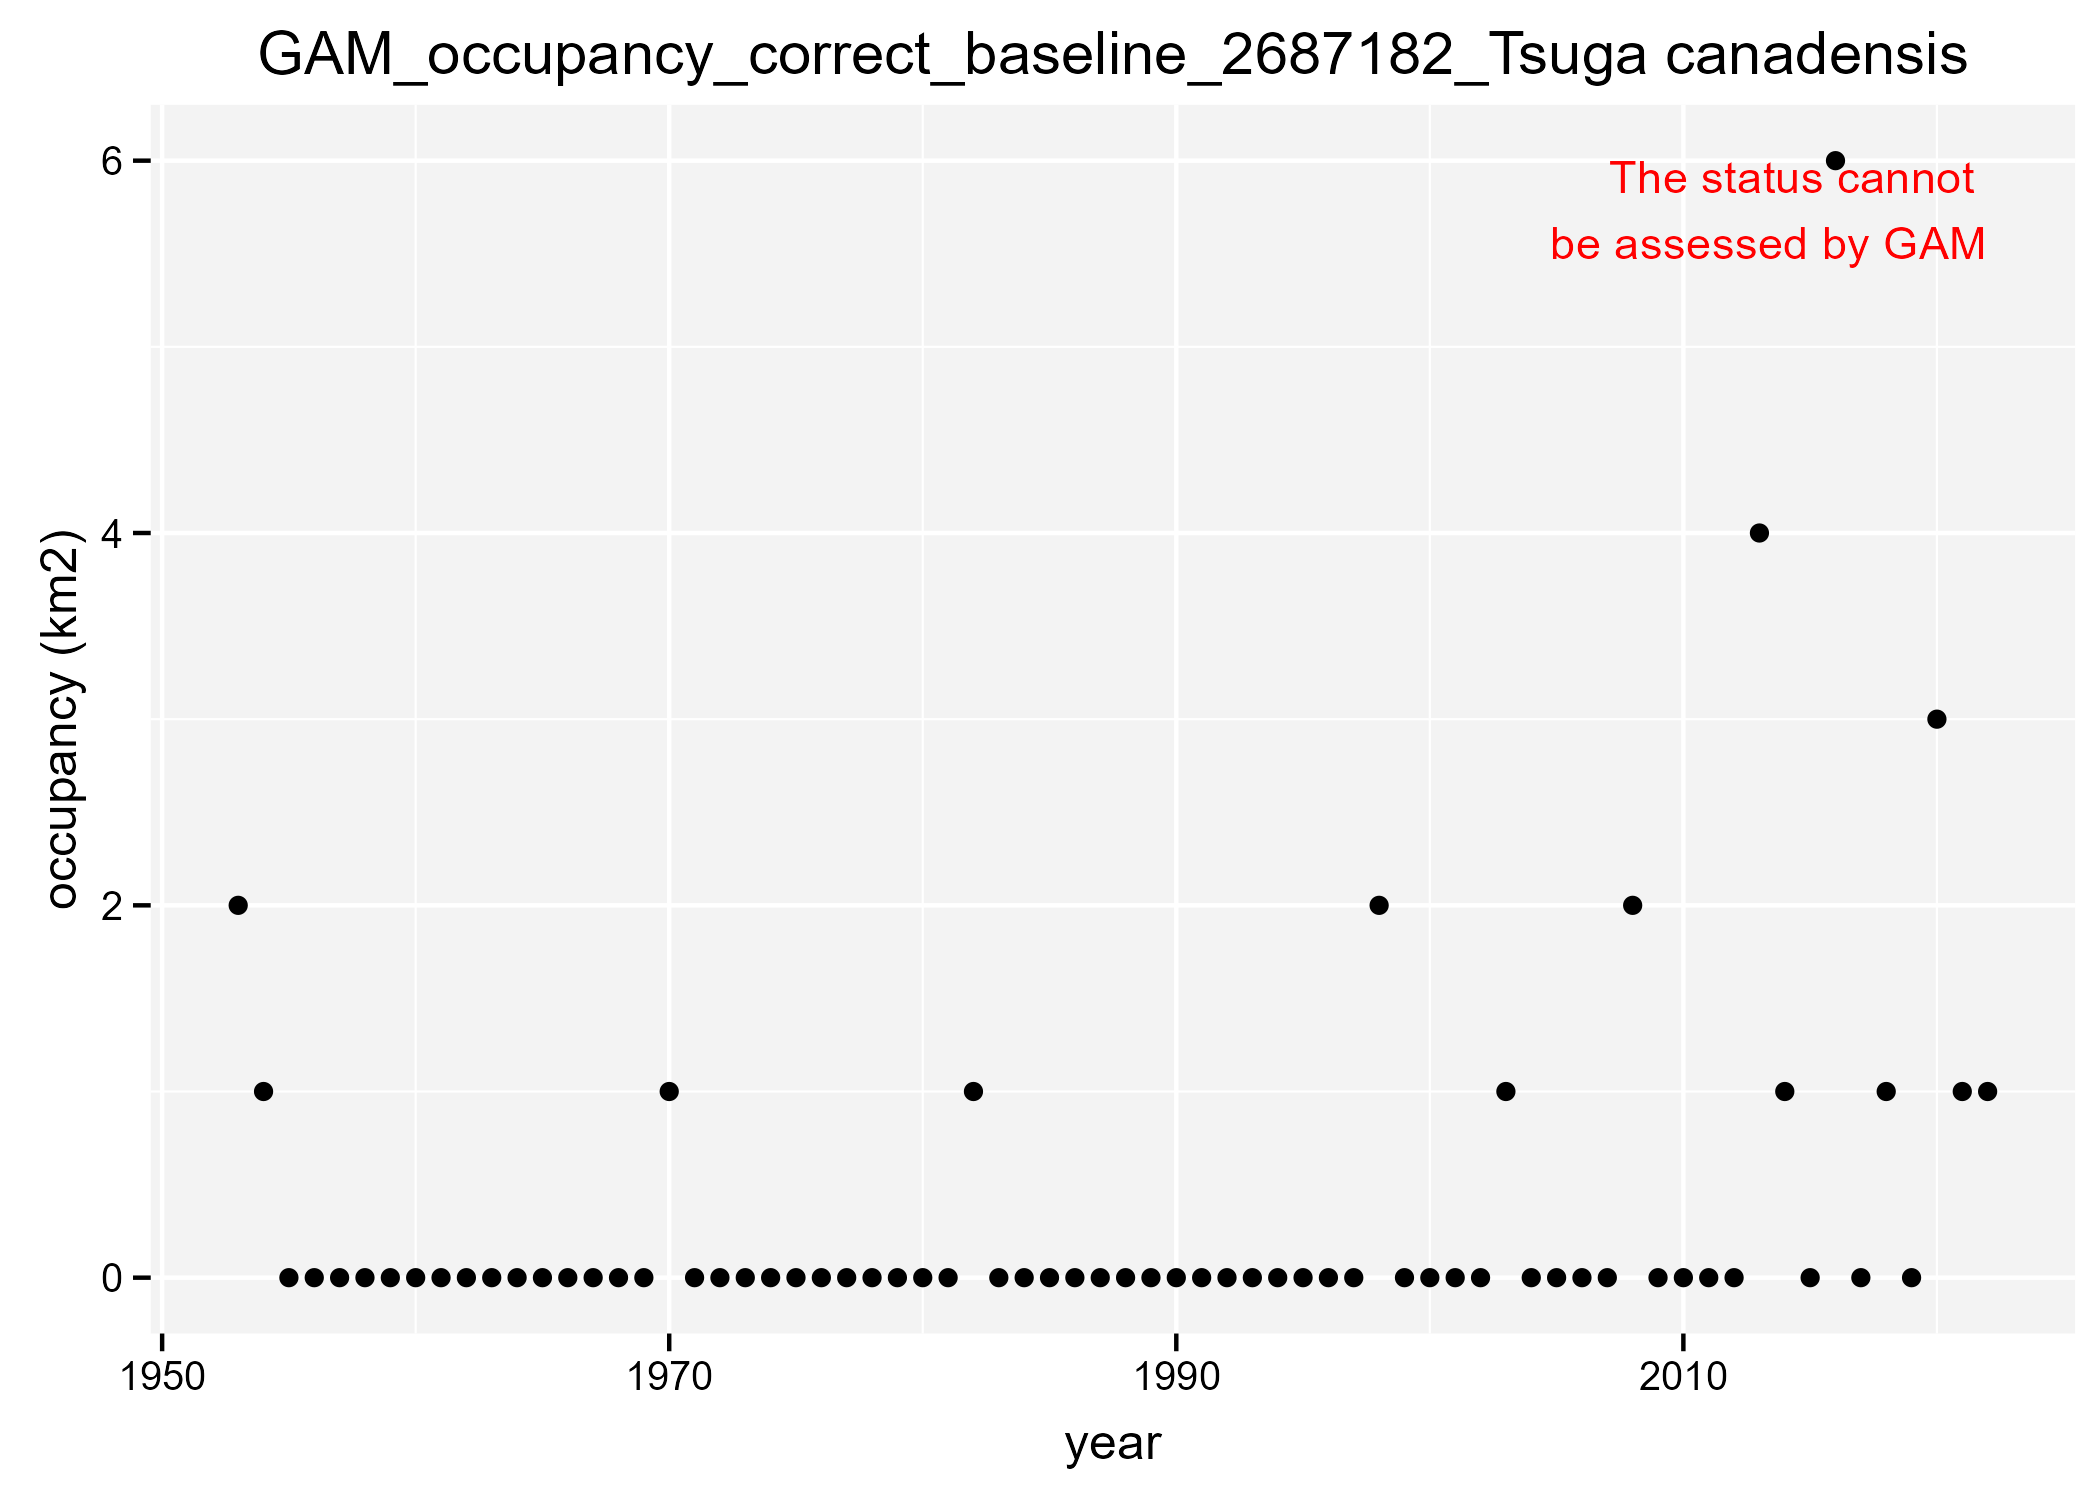 GAM_occupancy_correct_baseline_2687182_Tsuga canadensis
6
The status cannot
be assessed by GAM
4
occupancy (km2)
2
0
1950 1970 1990 2010
year